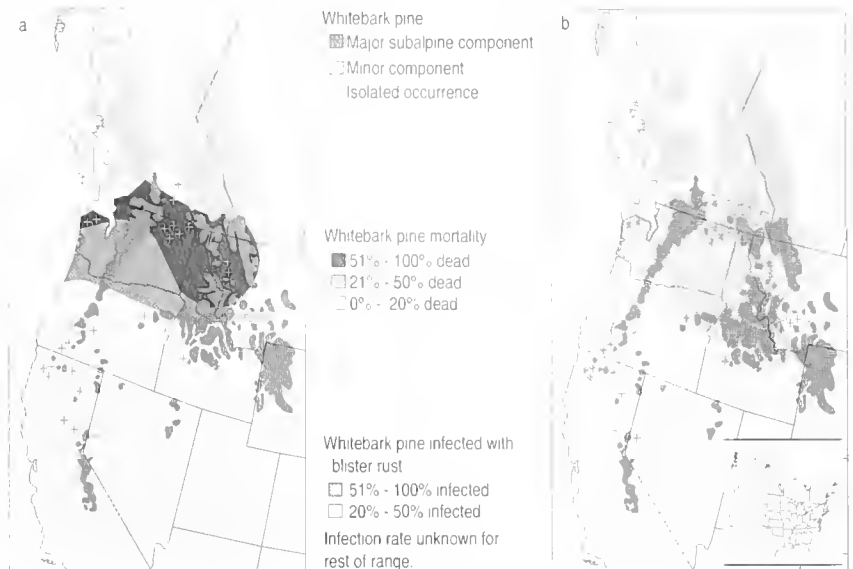 a
Whitebark pine
Major subalpine component
Minor component
Isolated occurrence
Whitebark pine mortality
51% - 100% dead
21% - 50% dead
0% - 20% dead
Whitebark pine infected with
blister rust
51% - 100% infected
20% - 50% infected
Infection rate unknown for
rest of range.
b